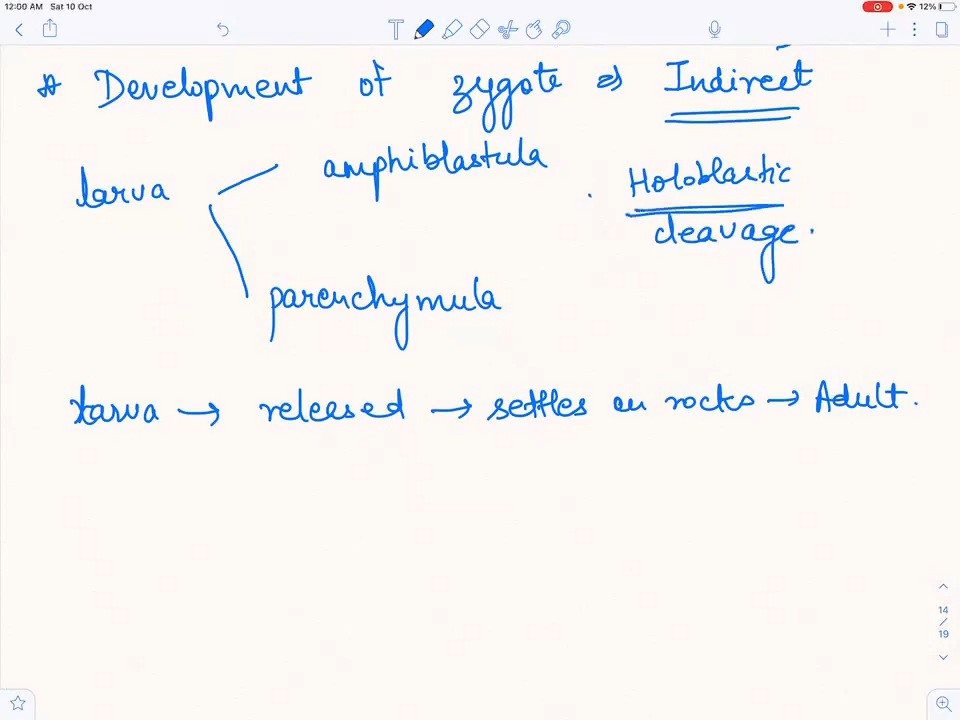 12:00 AM Sat 10 Oct
12%
T
* Development of zygote ⇒ Indirect
larva
amphiblastula
. Holoblastic
cleavage.
parenchymula
larva → released → settles on rocks → Adult.
14
/
19